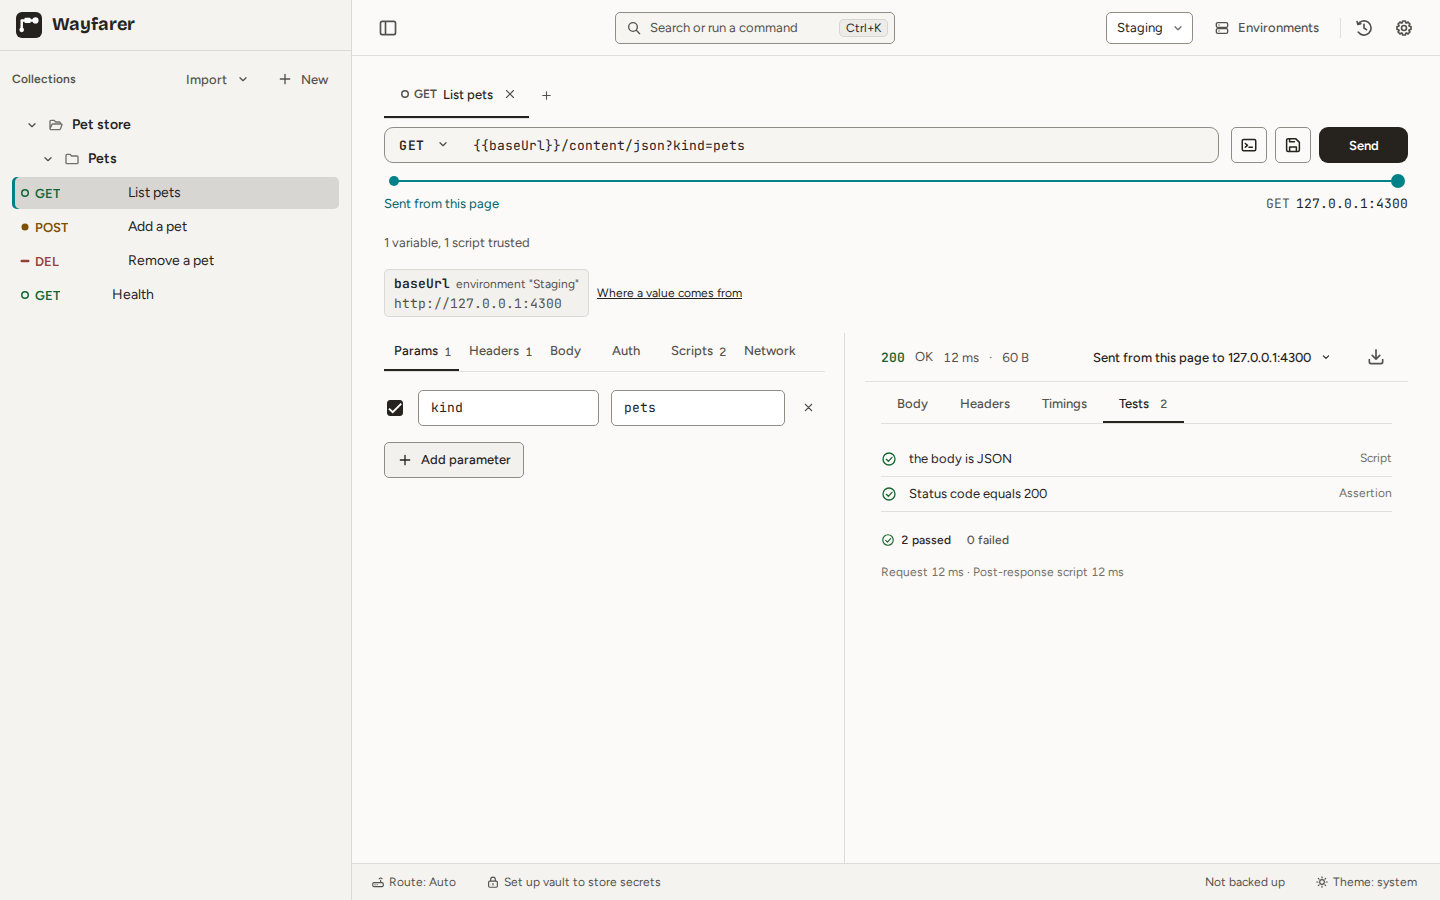 Wayfarer
Search or run a command Ctrl+K
Staging
Environments
Collections Import New
Pet store
Pets
GET List pets
POST Add a pet
DEL Remove a pet
GET Health
GET List pets
GET {{baseUrl}}/content/json?kind=pets
Send
Sent from this page GET 127.0.0.1:4300
1 variable, 1 script trusted
baseUrl environment "Staging"
http://127.0.0.1:4300
Where a value comes from
Params 1 Headers 1 Body Auth Scripts 2 Network
kind pets
Add parameter
200 OK 12 ms · 60 B Sent from this page to 127.0.0.1:4300
Body Headers Timings Tests 2
the body is JSON Script
Status code equals 200 Assertion
2 passed 0 failed
Request 12 ms · Post-response script 12 ms
Route: Auto Set up vault to store secrets Not backed up Theme: system